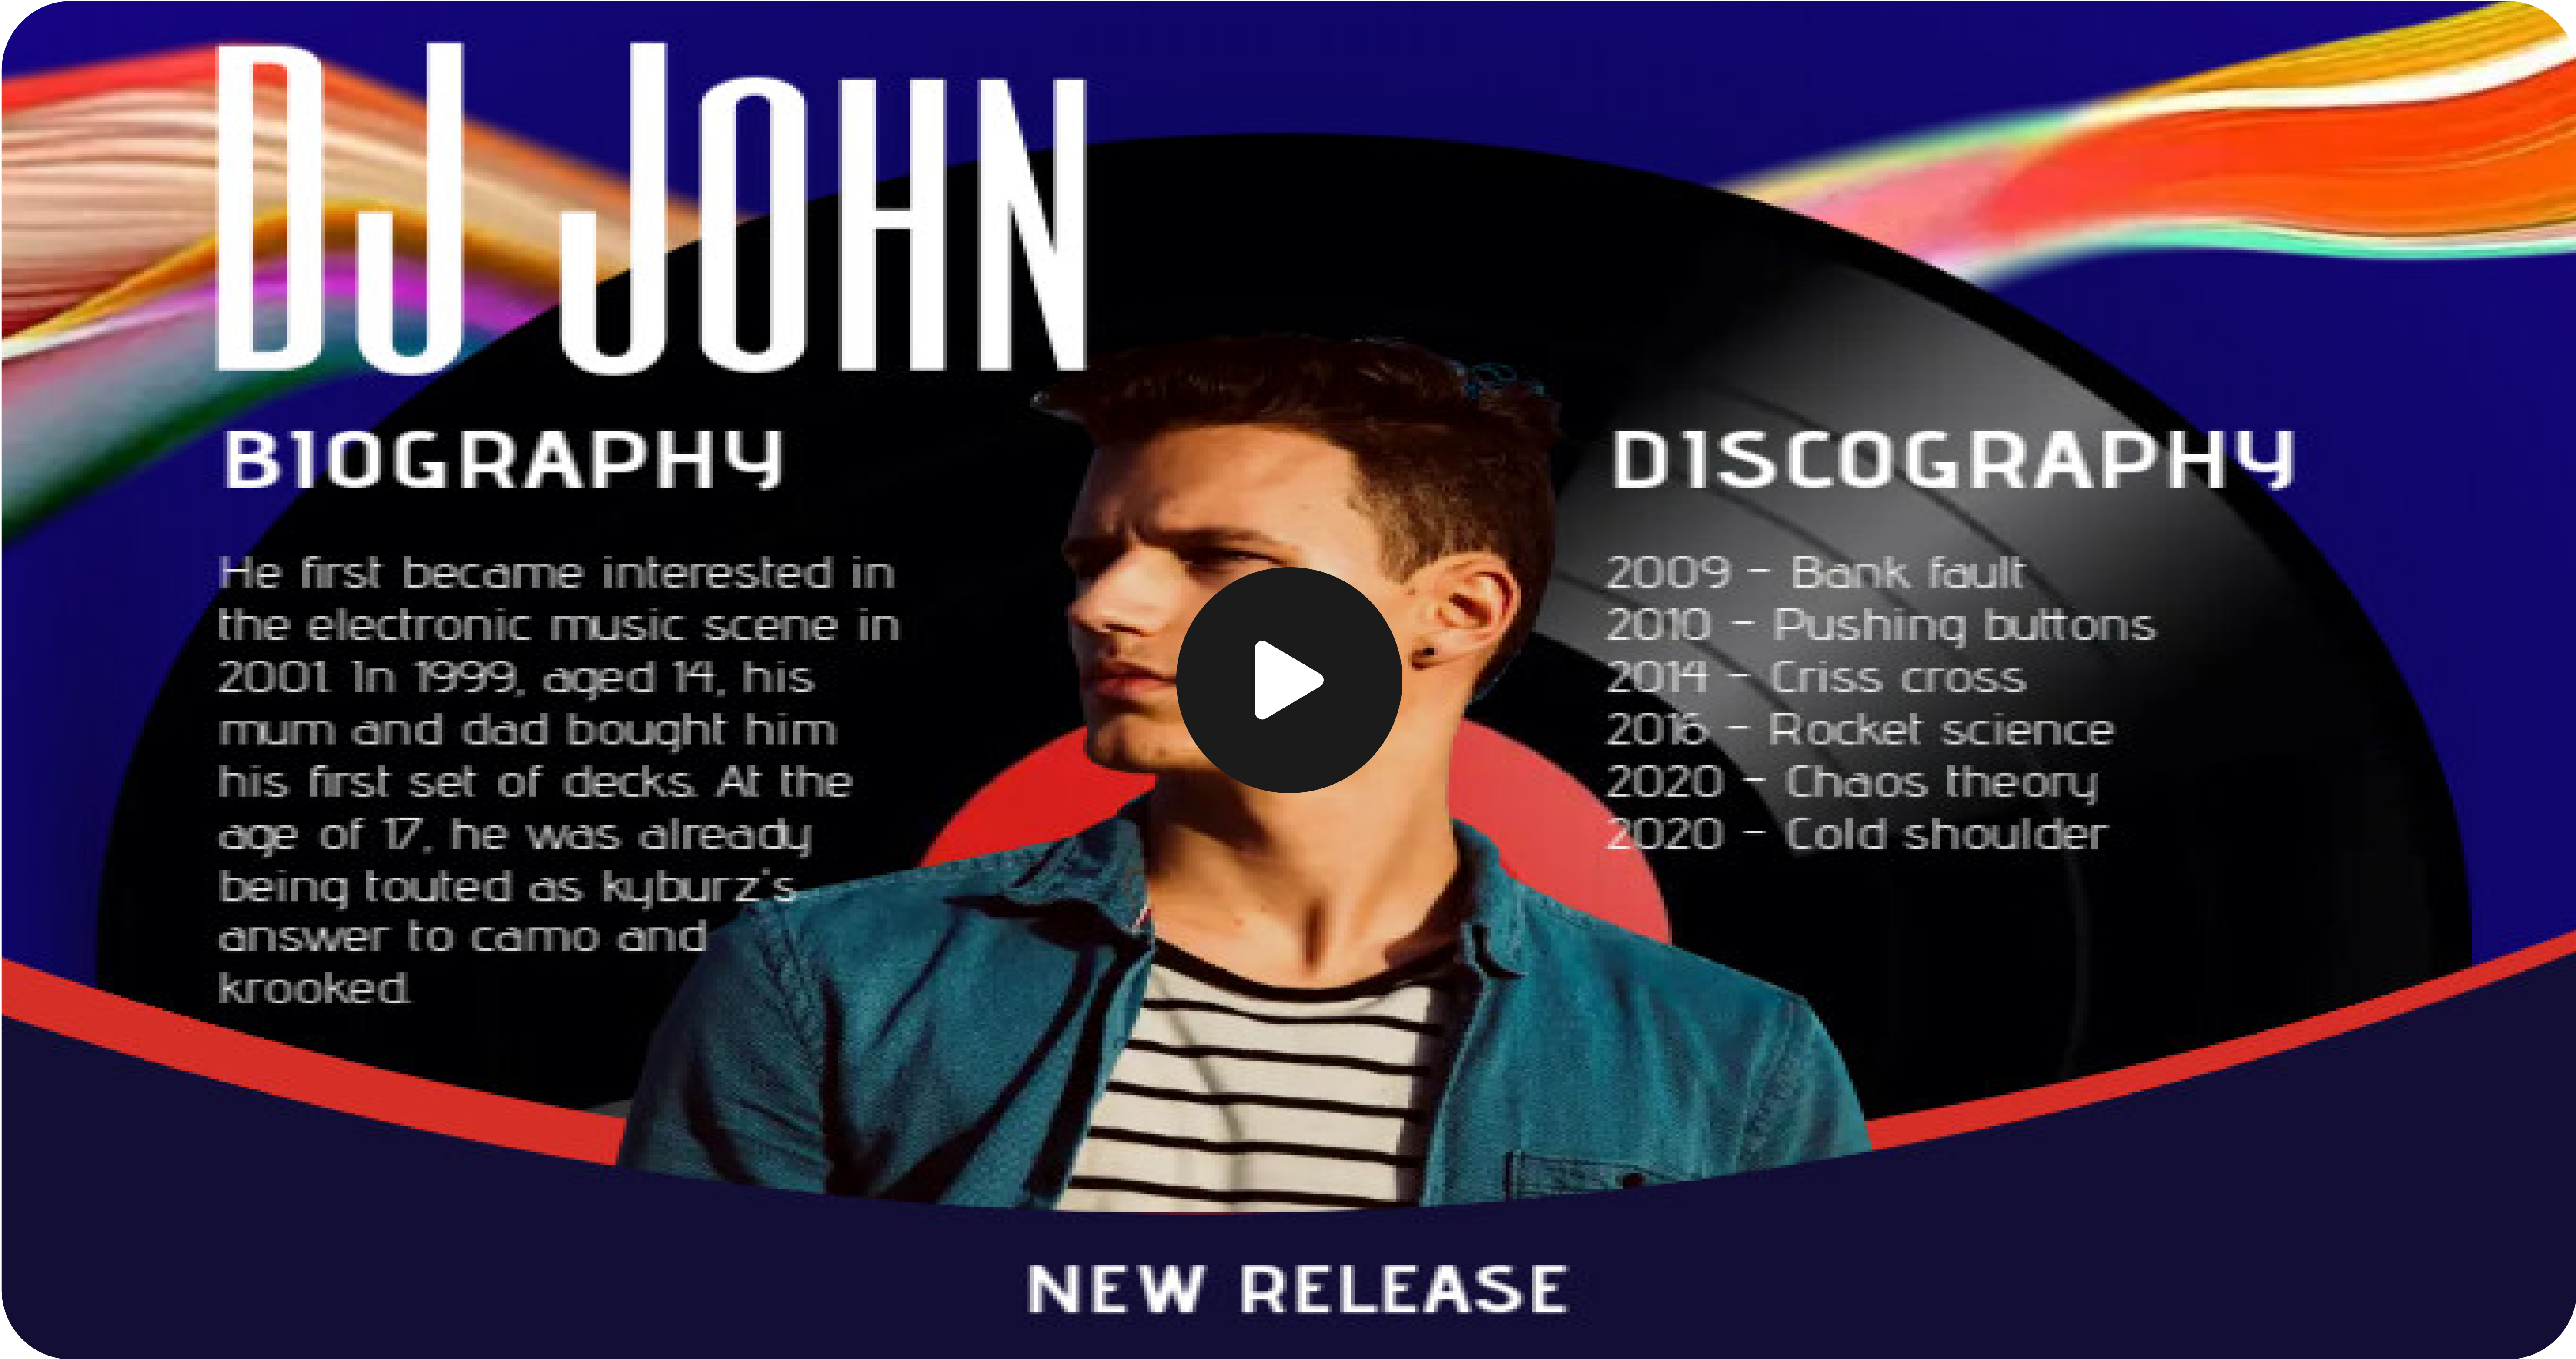 DJ JOHN
BIOGRAPHY
He first became interested in
the electronic music scene in
2001. In 1999, aged 14, his
mum and dad bought him
his first set of decks. At the
age of 17, he was already
being touted as kyburz's
answer to camo and
krooked.
DISCOGRAPHY
2009 - Bank fault
2010 - Pushing buttons
2014 - Criss cross
2016 - Rocket science
2020 - Chaos theory
2020 - Cold shoulder
NEW RELEASE